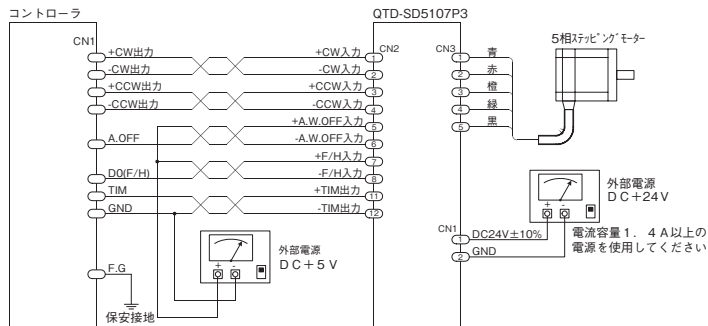 コントローラ
QTD-SD5107P3
CN1
+CW出力
-CW出力
+CCW出力
-CCW出力
A.OFF
DO(F/H)
TIM
GND
F.G
保安接地
+CW入力
-CW入力
+CCW入力
-CCW入力
+A.W.OFF入力
-A.W.OFF入力
+F/H入力
-F/H入力
+TIM出力
-TIM出力
CN2
1
2
3
4
5
6
7
8
11
12
外部電源
DC+5V
+ -
CN3
1 青
2 赤
3 橙
4 緑
5 黒
5相ステッピングモーター
外部電源
DC+24V
+ -
電流容量1．4A以上の
電源を使用してください
CN1
1 DC24V±10%
2 GND